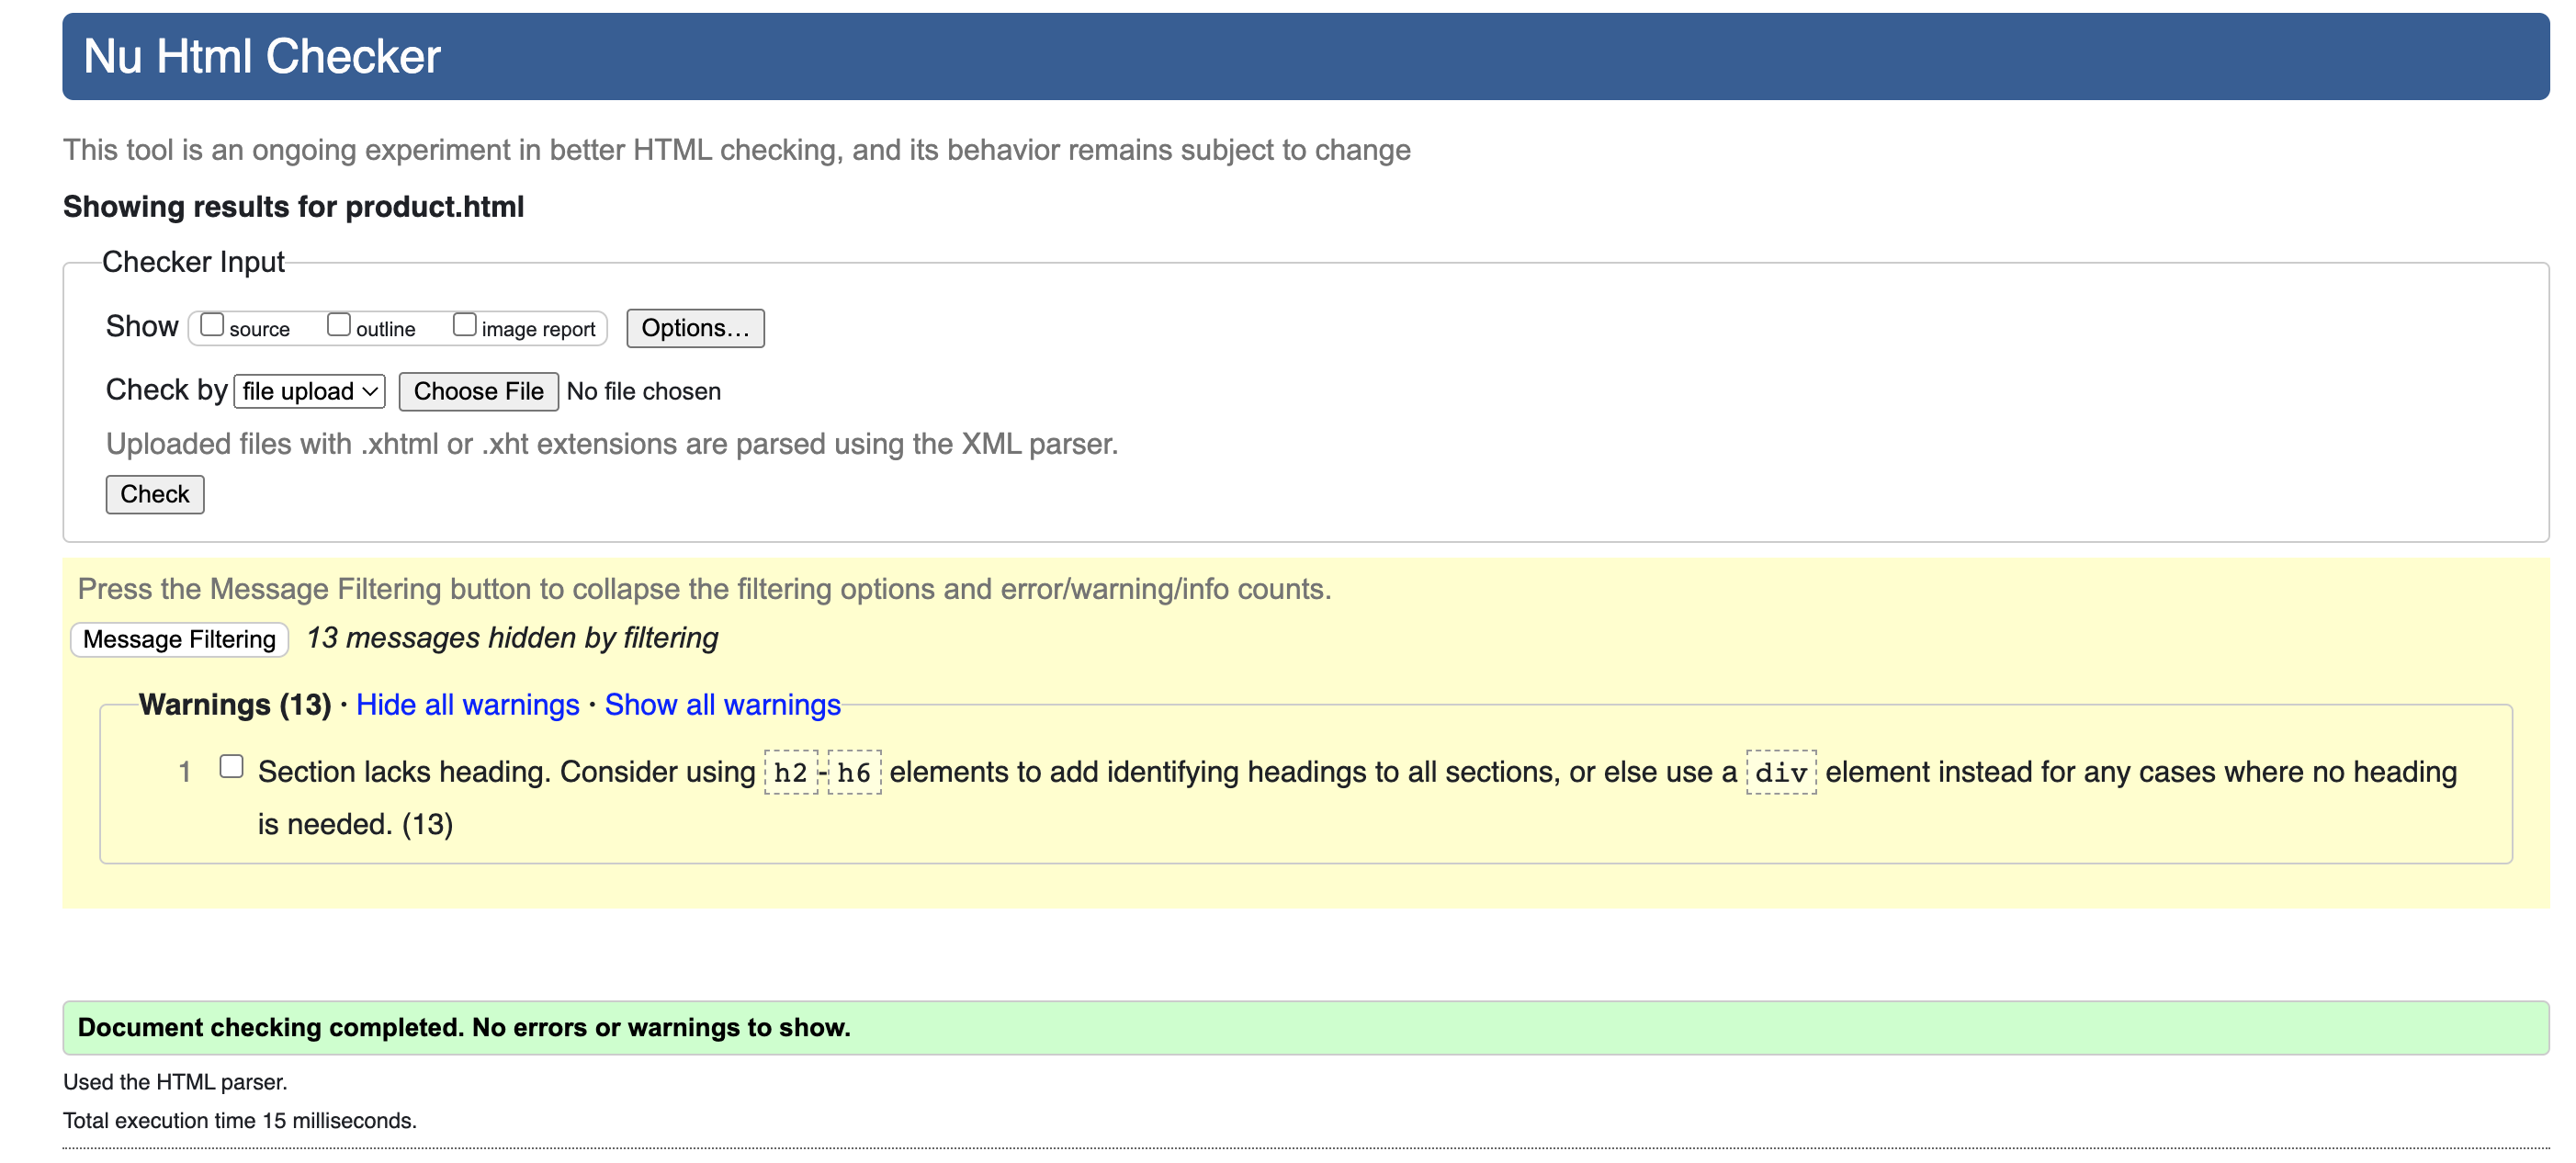 Nu Html Checker
This tool is an ongoing experiment in better HTML checking, and its behavior remains subject to change
Showing results for product.html
Checker Input
Show source outline image report Options...
Check by file upload Choose File No file chosen
Uploaded files with .xhtml or .xht extensions are parsed using the XML parser.
Check
Press the Message Filtering button to collapse the filtering options and error/warning/info counts.
Message Filtering 13 messages hidden by filtering
Warnings (13) · Hide all warnings · Show all warnings
1 Section lacks heading. Consider using h2-h6 elements to add identifying headings to all sections, or else use a div element instead for any cases where no heading
is needed. (13)
Document checking completed. No errors or warnings to show.
Used the HTML parser.
Total execution time 15 milliseconds.